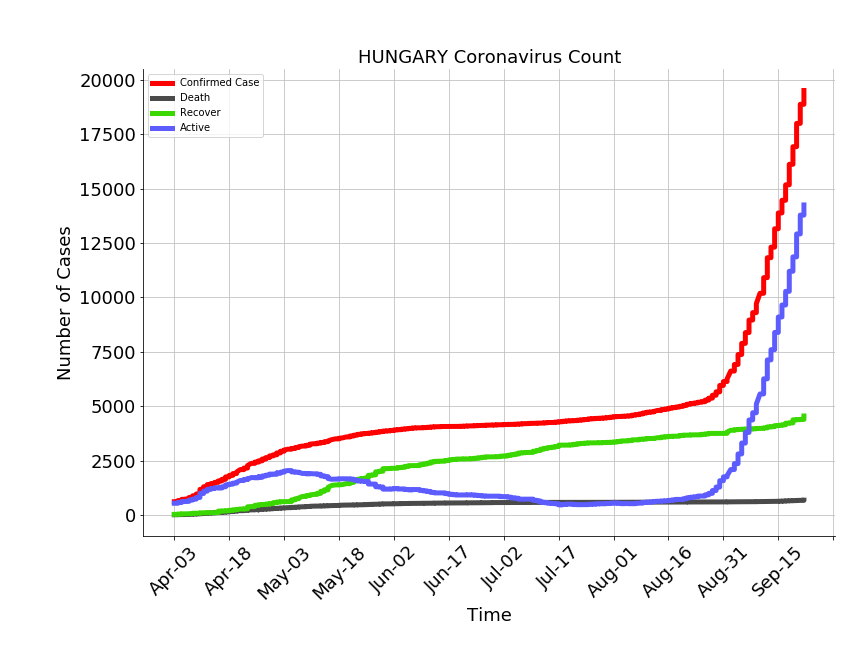 HUNGARY Coronavirus Count
Confirmed Case
Death
Recover
Active
Number of Cases
20000
17500
15000
12500
10000
7500
5000
2500
0
Apr-03 Apr-18 May-03 May-18 Jun-02 Jun-17 Jul-02 Jul-17 Aug-01 Aug-16 Aug-31 Sep-15
Time